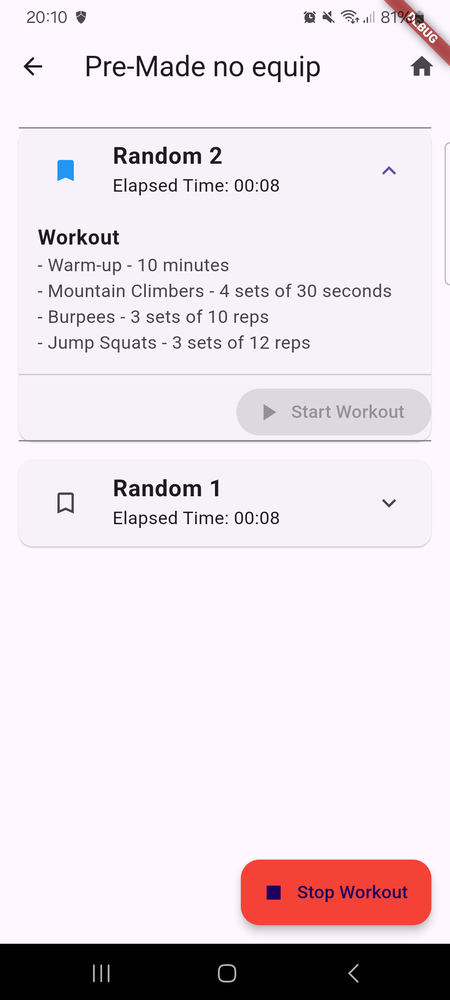 20:10
81%
DEBUG
Pre-Made no equip
Random 2
Elapsed Time: 00:08
Workout
- Warm-up - 10 minutes
- Mountain Climbers - 4 sets of 30 seconds
- Burpees - 3 sets of 10 reps
- Jump Squats - 3 sets of 12 reps
Start Workout
Random 1
Elapsed Time: 00:08
Stop Workout